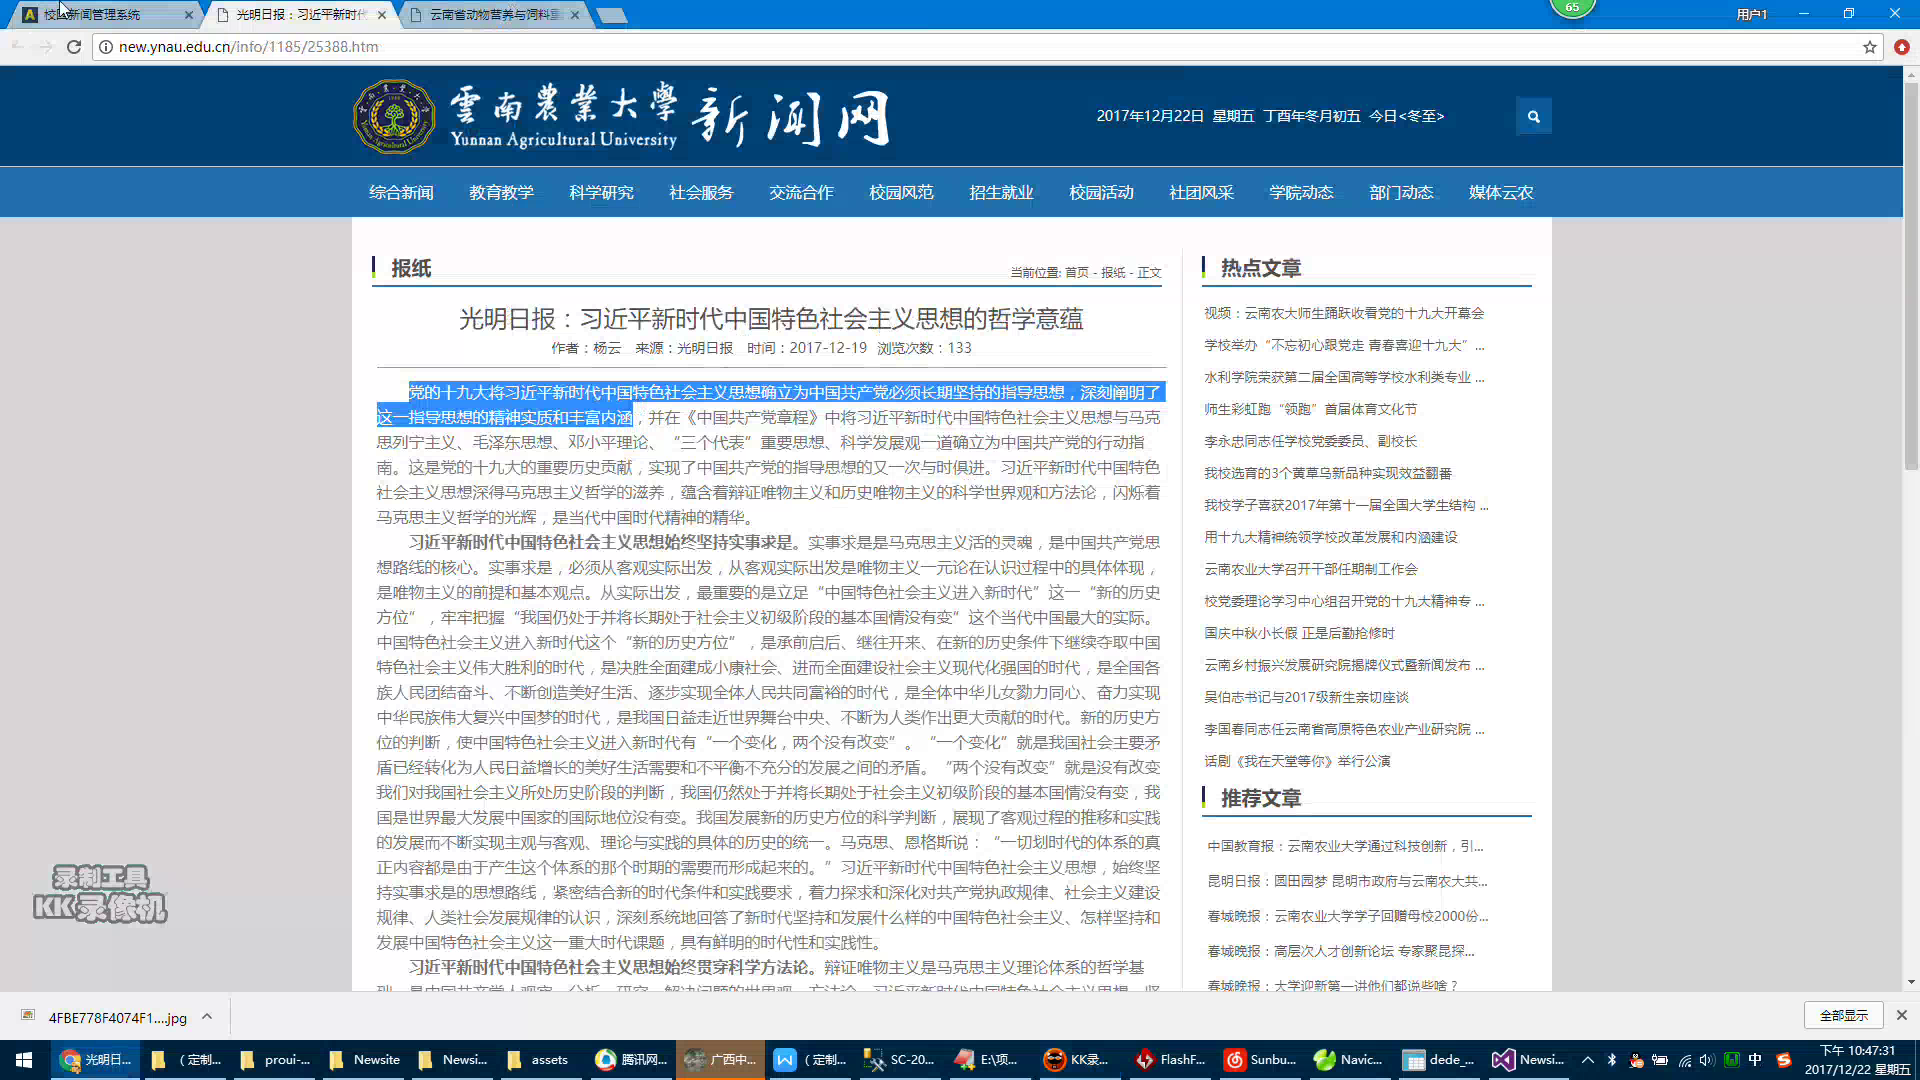 校园新闻管理系统
光明日报：习近平新时代
云南省动物营养与饲料重
65
用户1
new.ynau.edu.cn/info/1185/25388.htm
雲南農業大學
Yunnan Agricultural University
新闻网
2017年12月22日 星期五 丁酉年冬月初五 今日<冬至>
综合新闻 教育教学 科学研究 社会服务 交流合作 校园风范 招生就业 校园活动 社团风采 学院动态 部门动态 媒体云农
报纸
当前位置: 首页 - 报纸 - 正文
光明日报：习近平新时代中国特色社会主义思想的哲学意蕴
作者：杨云 来源：光明日报 时间：2017-12-19 浏览次数：133
党的十九大将习近平新时代中国特色社会主义思想确立为中国共产党必须长期坚持的指导思想，深刻阐明了
这一指导思想的精神实质和丰富内涵，并在《中国共产党章程》中将习近平新时代中国特色社会主义思想与马克
思列宁主义、毛泽东思想、邓小平理论、“三个代表”重要思想、科学发展观一道确立为中国共产党的行动指
南。这是党的十九大的重要历史贡献，实现了中国共产党的指导思想的又一次与时俱进。习近平新时代中国特色
社会主义思想深得马克思主义哲学的滋养，蕴含着辩证唯物主义和历史唯物主义的科学世界观和方法论，闪烁着
马克思主义哲学的光辉，是当代中国时代精神的精华。
习近平新时代中国特色社会主义思想始终坚持实事求是。实事求是是马克思主义活的灵魂，是中国共产党思
想路线的核心。实事求是，必须从客观实际出发，从客观实际出发是唯物主义一元论在认识过程中的具体体现，
是唯物主义的前提和基本观点。从实际出发，最重要的是立足“中国特色社会主义进入新时代”这一“新的历史
方位”，牢牢把握“我国仍处于并将长期处于社会主义初级阶段的基本国情没有变”这个当代中国最大的实际。
中国特色社会主义进入新时代这个“新的历史方位”，是承前启后、继往开来、在新的历史条件下继续夺取中国
特色社会主义伟大胜利的时代，是决胜全面建成小康社会、进而全面建设社会主义现代化强国的时代，是全国各
族人民团结奋斗、不断创造美好生活、逐步实现全体人民共同富裕的时代，是全体中华儿女勠力同心、奋力实现
中华民族伟大复兴中国梦的时代，是我国日益走近世界舞台中央、不断为人类作出更大贡献的时代。新的历史方
位的判断，使中国特色社会主义进入新时代有“一个变化，两个没有改变”。“一个变化”就是我国社会主要矛
盾已经转化为人民日益增长的美好生活需要和不平衡不充分的发展之间的矛盾。“两个没有改变”就是没有改变
我们对我国社会主义所处历史阶段的判断，我国仍然处于并将长期处于社会主义初级阶段的基本国情没有变，我
国是世界最大发展中国家的国际地位没有变。我国发展新的历史方位的科学判断，展现了客观过程的推移和实践
的发展而不断实现主观与客观、理论与实践的具体的历史的统一。马克思、恩格斯说：“一切划时代的体系的真
正内容都是由于产生这个体系的那个时期的需要而形成起来的。”习近平新时代中国特色社会主义思想，始终坚
持实事求是的思想路线，紧密结合新的时代条件和实践要求，着力探求和深化对共产党执政规律、社会主义建设
规律、人类社会发展规律的认识，深刻系统地回答了新时代坚持和发展什么样的中国特色社会主义、怎样坚持和
发展中国特色社会主义这一重大时代课题，具有鲜明的时代性和实践性。
习近平新时代中国特色社会主义思想始终贯穿科学方法论。辩证唯物主义是马克思主义理论体系的哲学基
热点文章
视频：云南农大师生踊跃收看党的十九大开幕会
学校举办“不忘初心跟党走 青春喜迎十九大” ...
水利学院荣获第二届全国高等学校水利类专业 ...
师生彩虹跑“领跑”首届体育文化节
李永忠同志任学校党委委员、副校长
我校选育的3个黄草乌新品种实现效益翻番
我校学子喜获2017年第十一届全国大学生结构 ...
用十九大精神统领学校改革发展和内涵建设
云南农业大学召开干部任期制工作会
校党委理论学习中心组召开党的十九大精神专 ...
国庆中秋小长假 正是后勤抢修时
云南乡村振兴发展研究院揭牌仪式暨新闻发布 ...
吴伯志书记与2017级新生亲切座谈
李国春同志任云南省高原特色农业产业研究院 ...
话剧《我在天堂等你》举行公演
推荐文章
中国教育报：云南农业大学通过科技创新，引...
昆明日报：圆田园梦 昆明市政府与云南农大共...
春城晚报：云南农业大学学子回赠母校2000份...
春城晚报：高层次人才创新论坛 专家聚昆探...
春城晚报：大学迎新第一讲他们都说些啥？
录制工具
KK录像机
4FBE778F4074F1....jpg
全部显示
光明日... （定制... proui-... Newsite Newsi... assets 腾讯网... 广西中... （定制... SC-20... E:\项... KK录... FlashF... Sunbu... Navic... dede_... Newsi...
中
下午 10:47:31
2017/12/22 星期五